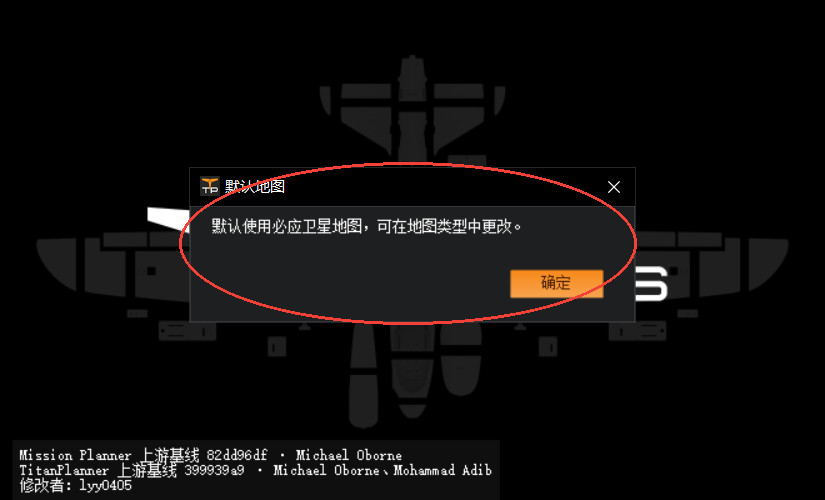 TP 默认地图
默认使用必应卫星地图，可在地图类型中更改。
确定
S
Mission Planner 上游基线 82dd96df · Michael Oborne
TitanPlanner 上游基线 399939a9 · Michael Oborne、Mohammad Adib
修改者：lyy0405